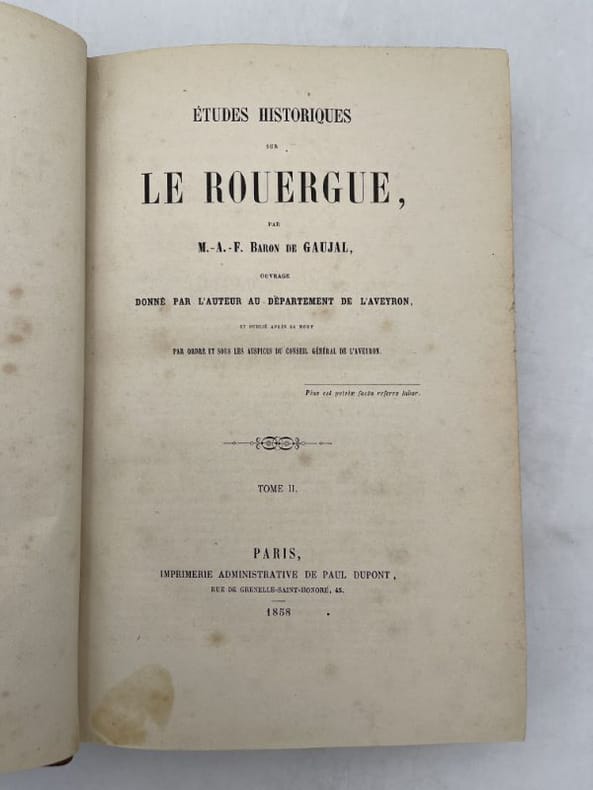 ÉTUDES HISTORIQUES
SUR
LE ROUERGUE,
PAR
M.-A.-F. BARON DE GAUJAL,
OUVRAGE
DONNÉ PAR L'AUTEUR AU DÉPARTEMENT DE L'AVEYRON,
ET PUBLIÉ APRÈS SA MORT
PAR ORDRE ET SOUS LES AUSPICES DU CONSEIL GÉNÉRAL DE L'AVEYRON.
Pius est patriæ facta referre labor.
TOME II.
PARIS,
IMPRIMERIE ADMINISTRATIVE DE PAUL DUPONT,
RUE DE GRENELLE-SAINT-HONORÉ, 45.
1858